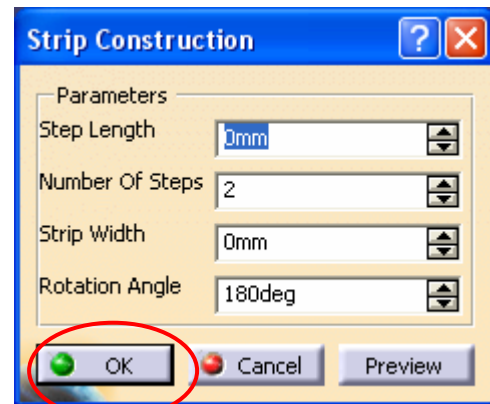 Strip Construction
Parameters
Step Length 0mm
Number Of Steps 2
Strip Width 0mm
Rotation Angle 180deg
OK Cancel Preview